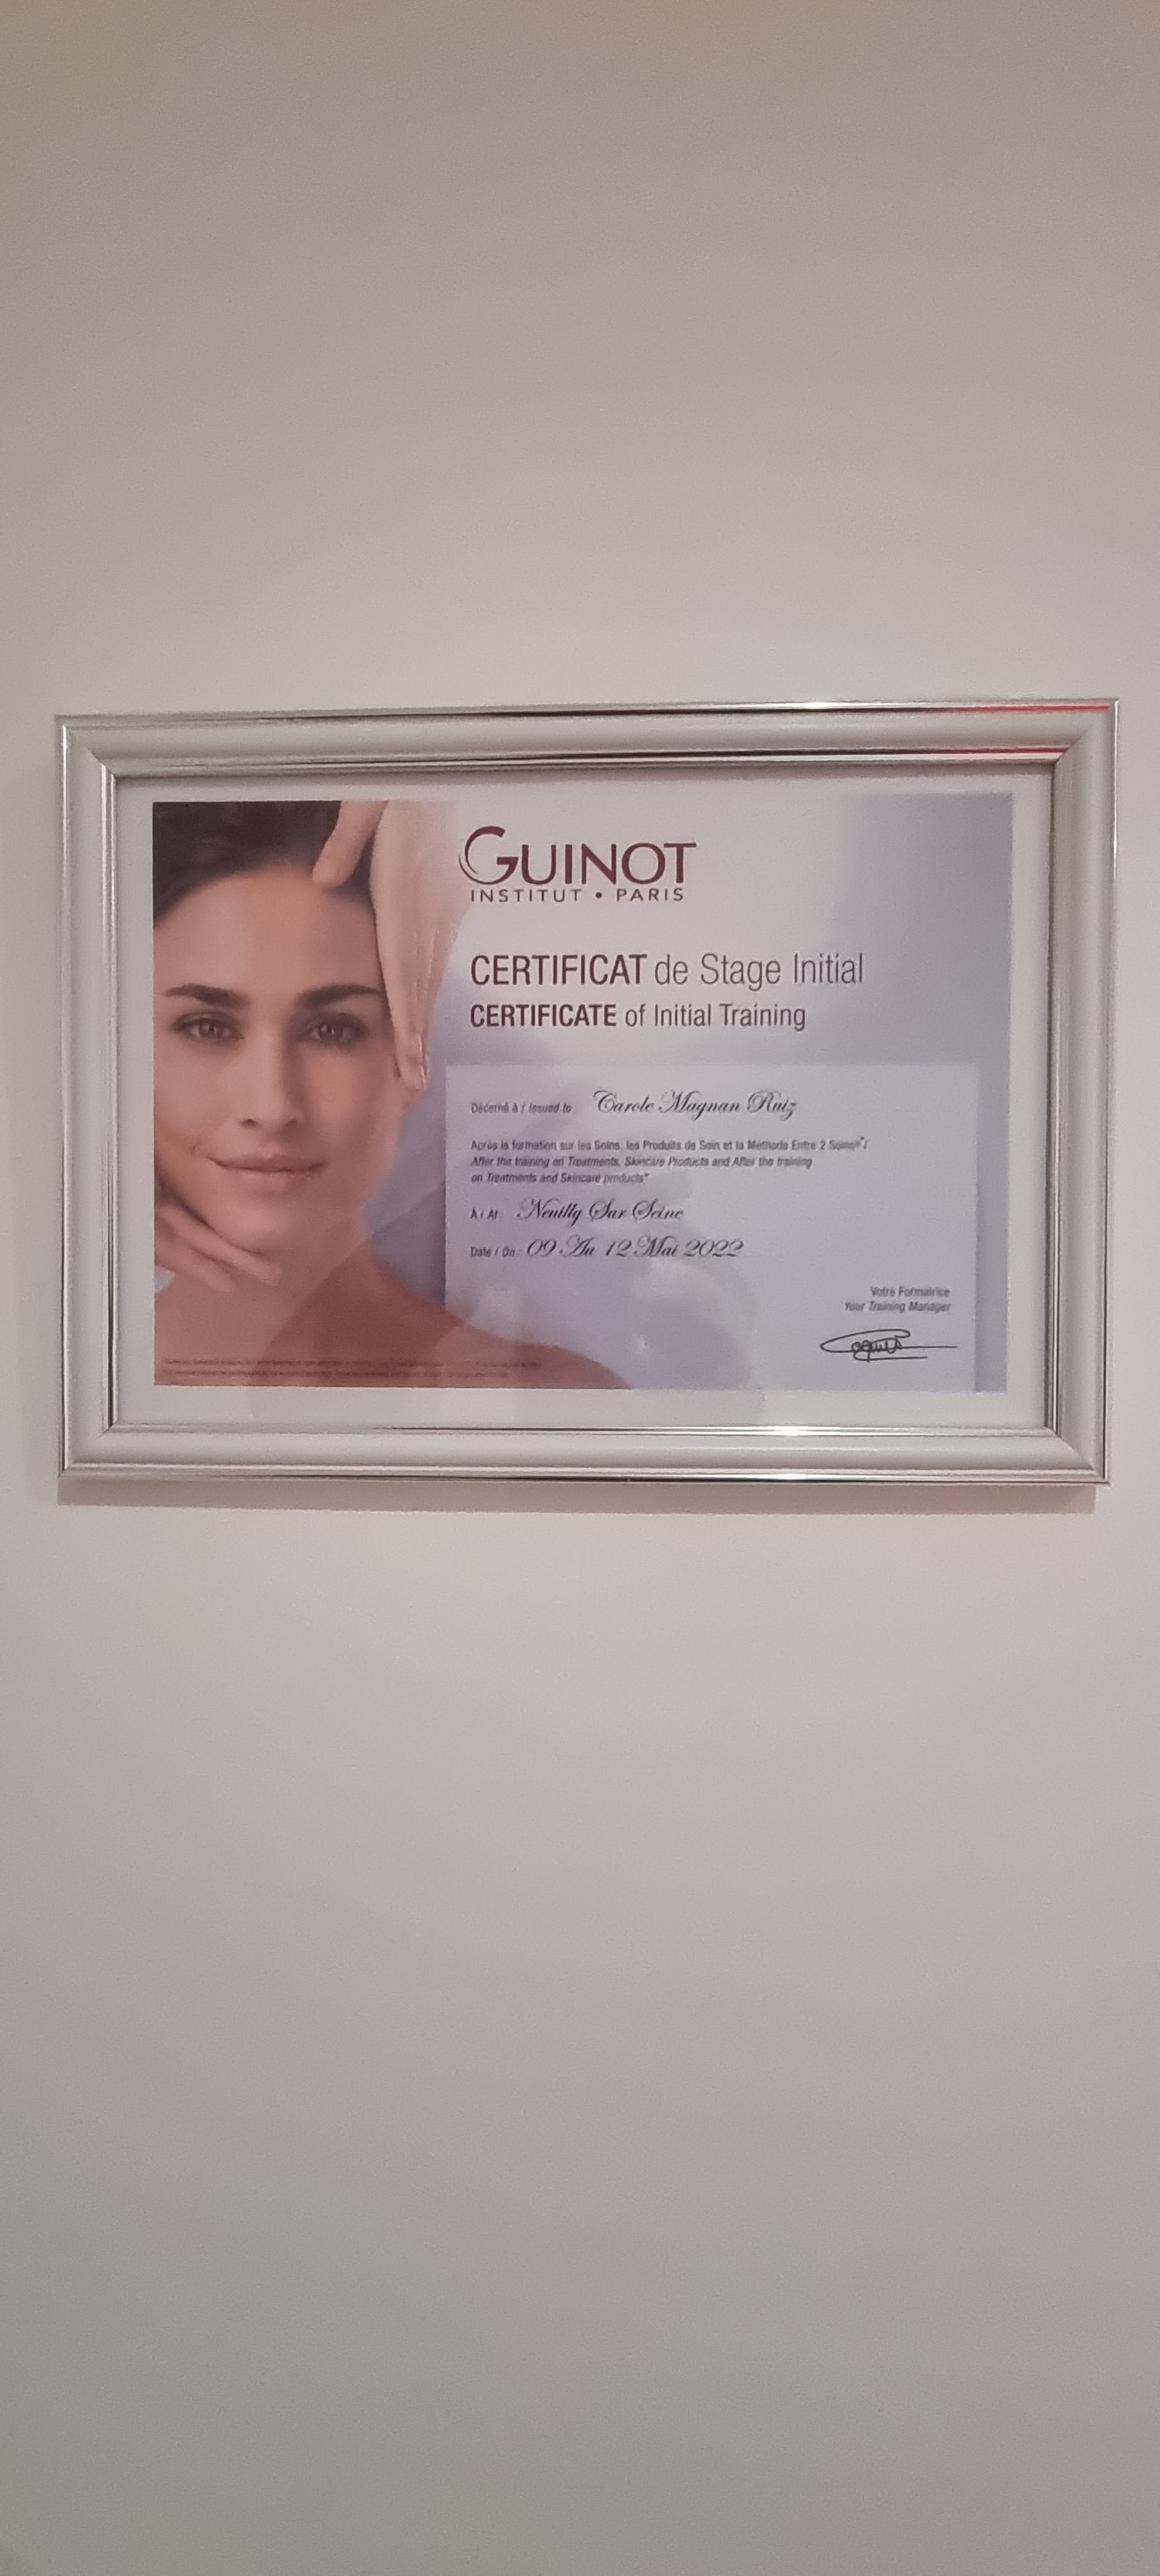 GUINOT
INSTITUT • PARIS
CERTIFICAT de Stage Initial
CERTIFICATE of Initial Training
Décerné à / Issued to Carole Magnan Ruiz
Après la formation sur les Soins, les Produits de Soin et la Méthode Entre 2 Soins®* /
After the training on Treatments, Skincare Products and After the training
on Treatments and Skincare products*
A / At Neuilly Sur Seine
Date / On : 09 Au 12 Mai 2022
Votre Formatrice
Your Training Manager